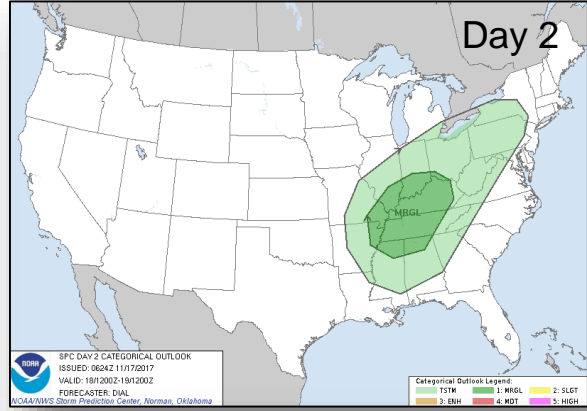 Day 2
MRGL
NOAA
SPC DAY 2 CATEGORICAL OUTLOOK
ISSUED: 0624Z 11/17/2017
VALID: 18/1200Z-19/1200Z
FORECASTER: DIAL
NOAA/NWS Storm Prediction Center, Norman, Oklahoma
Categorical Outlook Legend:
TSTM 1: MRGL 2: SLGT
3: ENH 4: MDT 5: HIGH